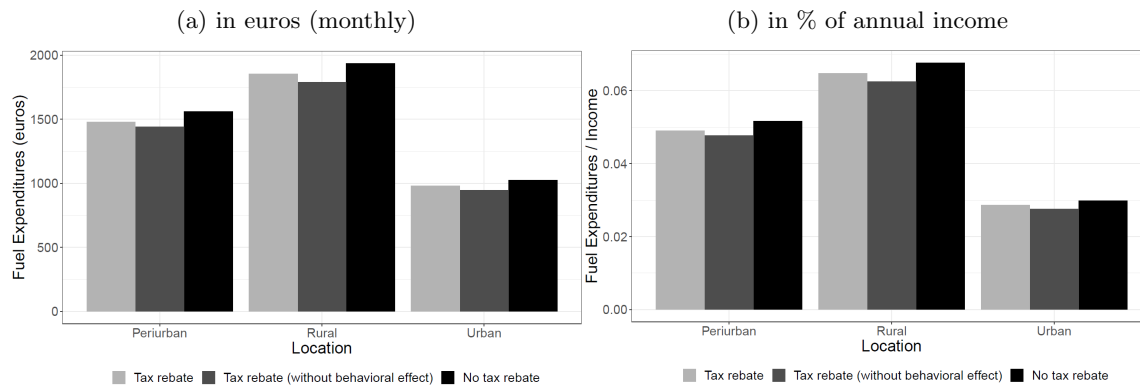 (a) in euros (monthly)
Fuel Expenditures (euros)
2000
1500
1000
500
0
Periurban Rural Urban
Location
Tax rebate Tax rebate (without behavioral effect) No tax rebate
(b) in % of annual income
Fuel Expenditures / Income
0.06
0.04
0.02
0.00
Periurban Rural Urban
Location
Tax rebate Tax rebate (without behavioral effect) No tax rebate